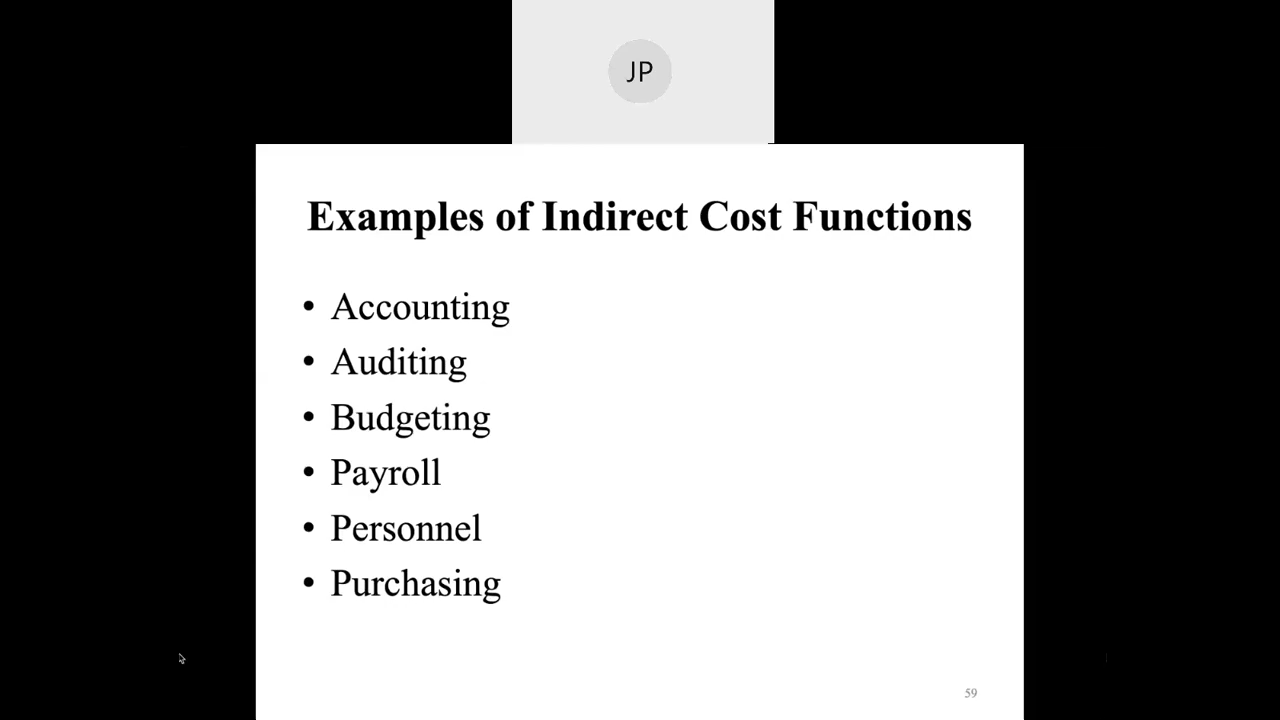 JP
Examples of Indirect Cost Functions
• Accounting
• Auditing
• Budgeting
• Payroll
• Personnel
• Purchasing
59